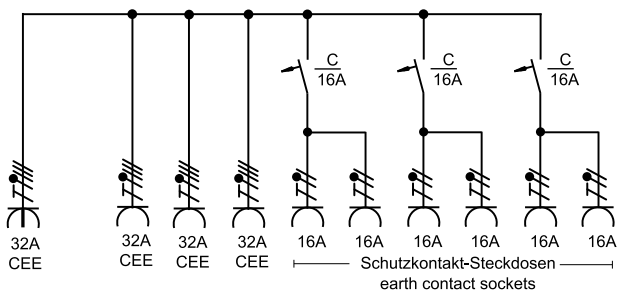 C C C
16A 16A 16A
32A 32A 32A 32A 16A 16A 16A 16A 16A 16A
CEE CEE CEE CEE
Schutzkontakt-Steckdosen
earth contact sockets